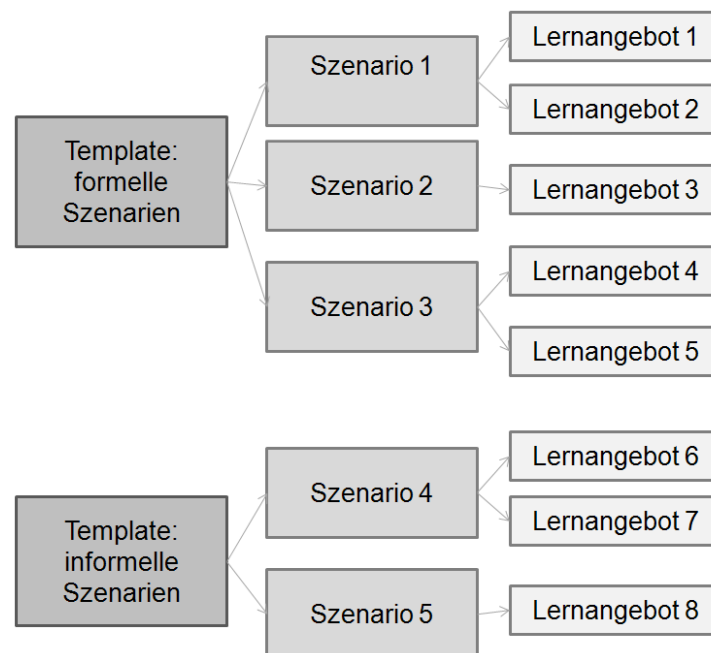 Template:
formelle
Szenarien
Szenario 1
Lernangebot 1
Lernangebot 2
Szenario 2
Lernangebot 3
Szenario 3
Lernangebot 4
Lernangebot 5
Template:
informelle
Szenarien
Szenario 4
Lernangebot 6
Lernangebot 7
Szenario 5
Lernangebot 8